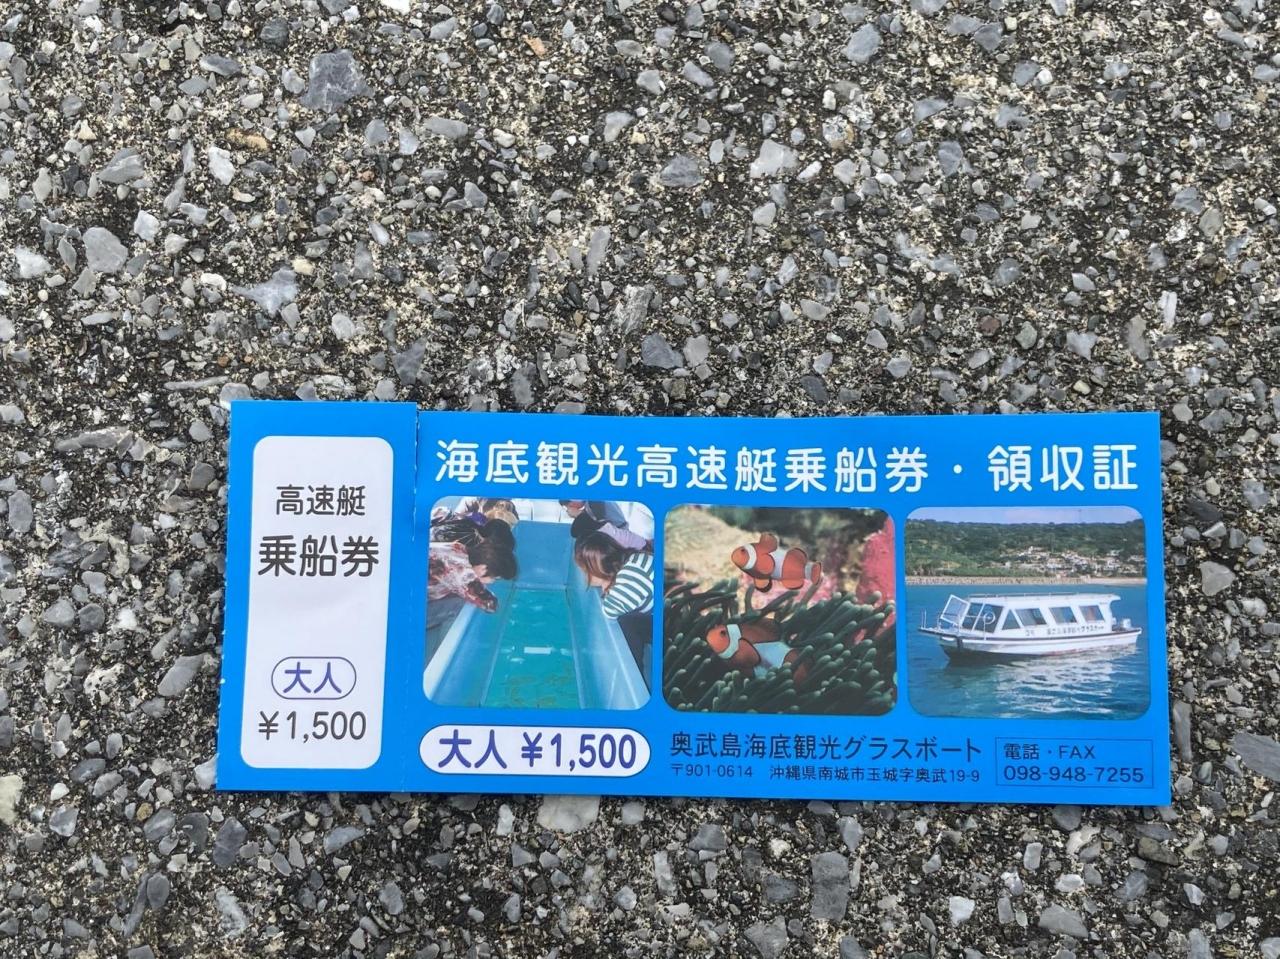 高速艇
乗船券
大人
¥1,500
海底観光高速艇乗船券・領収証
大人 ¥1,500
奥武島海底観光グラスボート
〒901-0614 沖縄県南城市玉城字奥武19-9
電話・FAX
098-948-7255